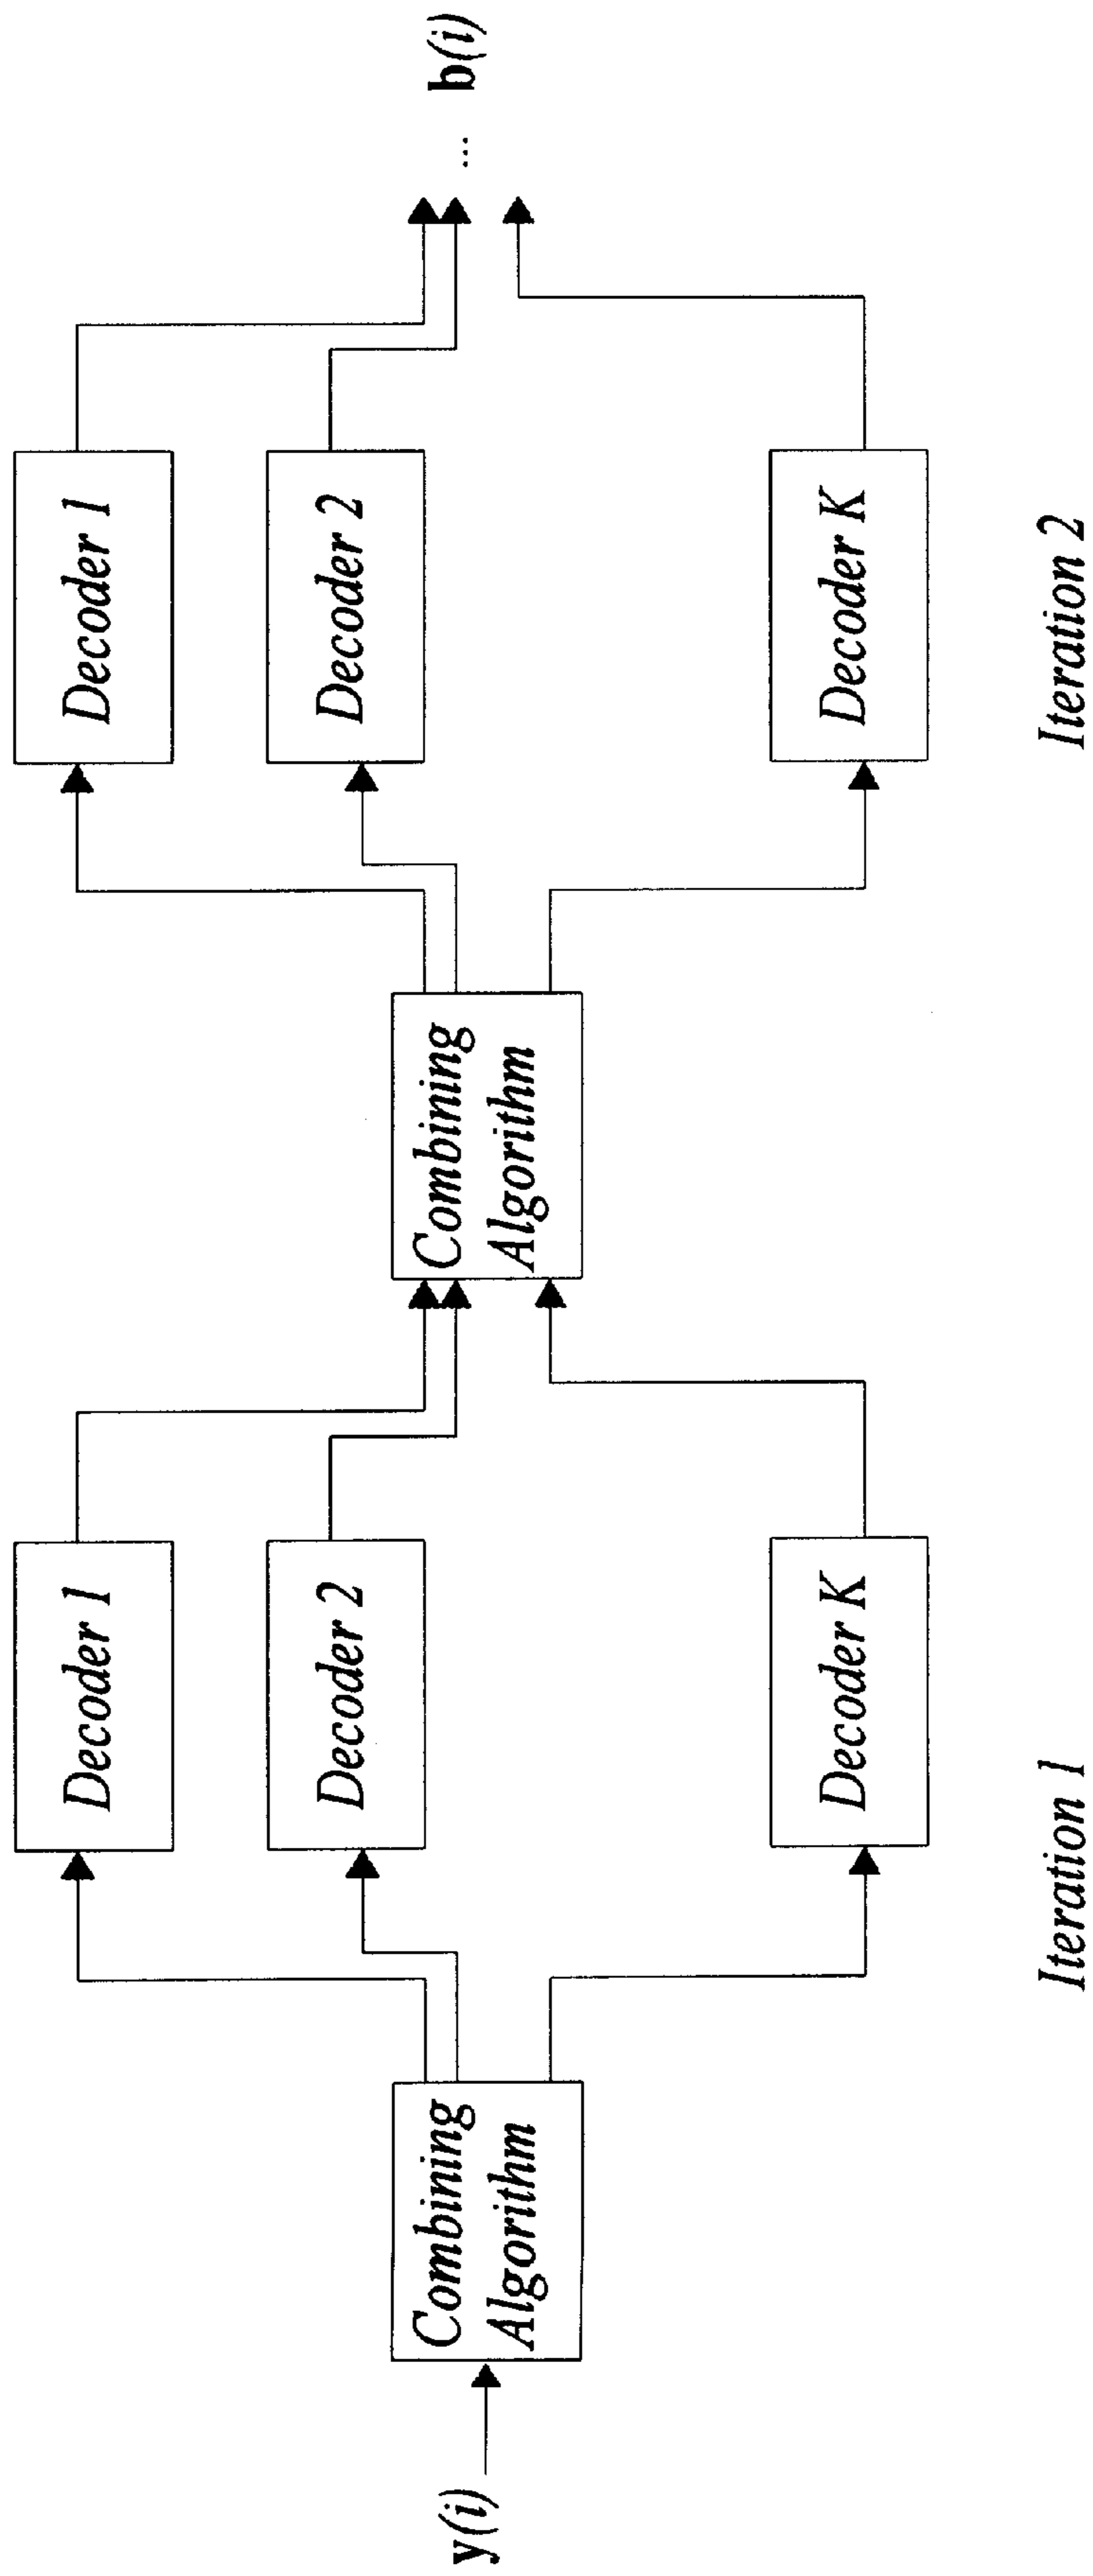 y(i)
Combining
Algorithm
Decoder 1
Decoder 2
Decoder K
Iteration 1
Combining
Algorithm
Decoder 1
Decoder 2
Decoder K
Iteration 2
... b(i)